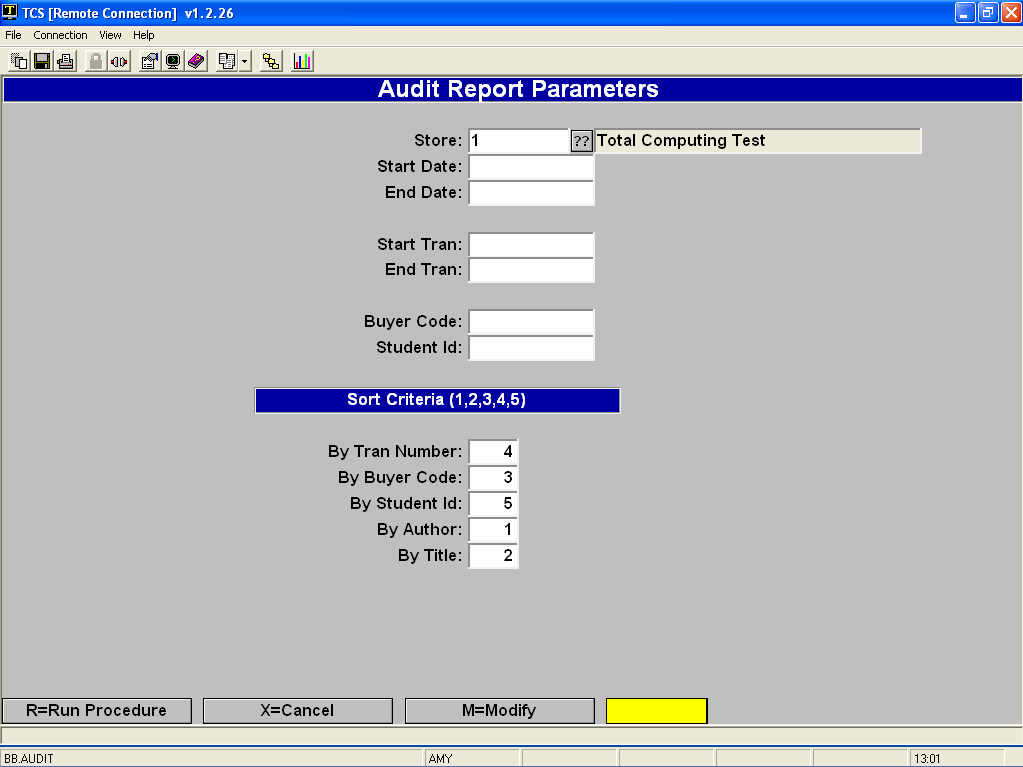 TCS [Remote Connection] v1.2.26
File Connection View Help
Audit Report Parameters
Store: 1 ?? Total Computing Test
Start Date:
End Date:
Start Tran:
End Tran:
Buyer Code:
Student Id:
Sort Criteria (1,2,3,4,5)
By Tran Number: 4
By Buyer Code: 3
By Student Id: 5
By Author: 1
By Title: 2
R=Run Procedure X=Cancel M=Modify
BB.AUDIT AMY 13:01